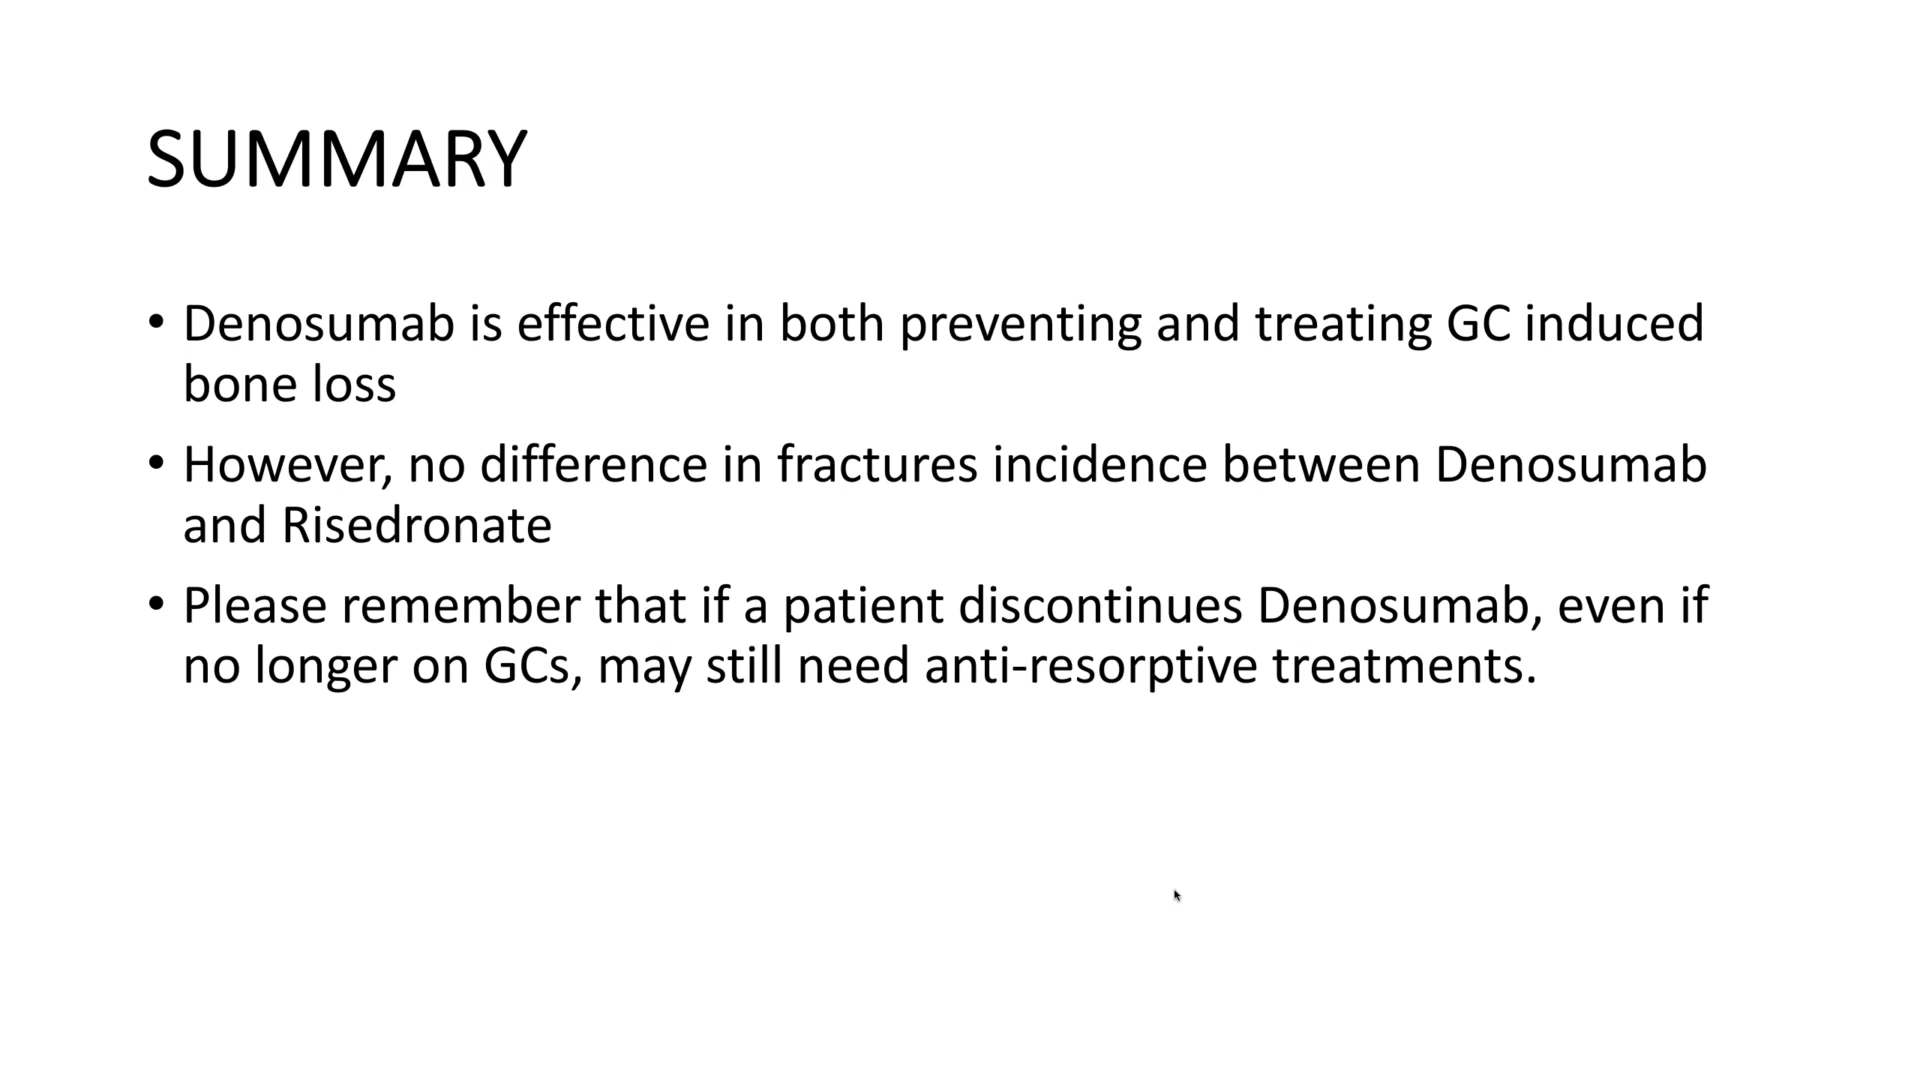 SUMMARY
• Denosumab is effective in both preventing and treating GC induced
bone loss
• However, no difference in fractures incidence between Denosumab
and Risedronate
• Please remember that if a patient discontinues Denosumab, even if
no longer on GCs, may still need anti-resorptive treatments.